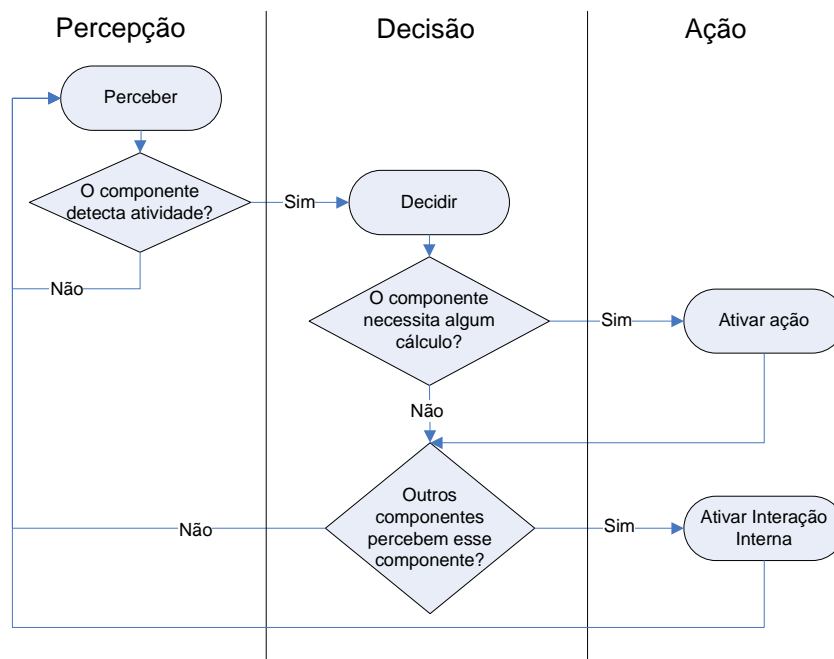 Percepção
Decisão
Ação
Perceber
O componente
detecta atividade?
Sim
Decidir
Não
O componente
necessita algum
cálculo?
Sim
Ativar ação
Não
Outros
componentes
percebem esse
componente?
Não
Sim
Ativar Interação
Interna